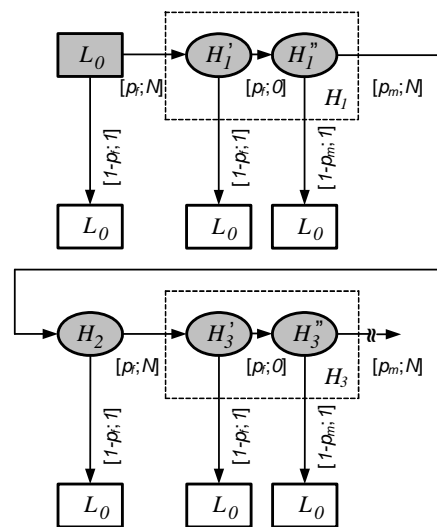 L0 H1' H1"
[pf;N] [pf;0] H1 [pm;N]
[1-pf;1] [1-pf;1] [1-pm;1]
L0 L0 L0
H2 H3' H3"
[pf;N] [pf;0] H3 [pm;N]
[1-pf;1] [1-pf;1] [1-pm;1]
L0 L0 L0